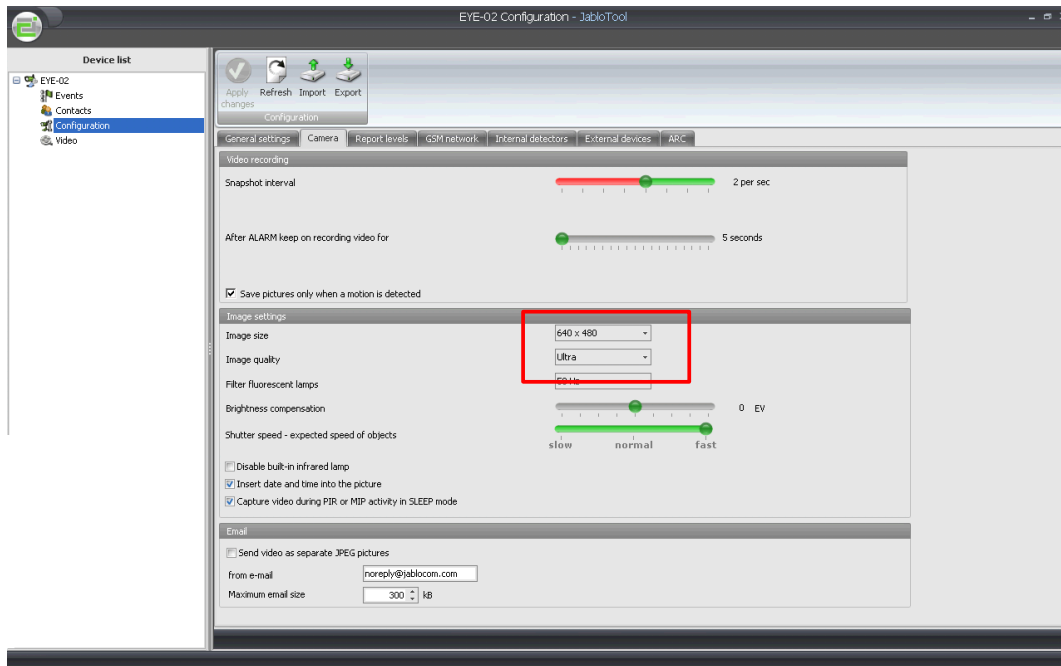 EYE-02 Configuration - JabloTool
Device list
EYE-02
Events
Contacts
Configuration
Video
Apply changes
Refresh
Import
Export
Configuration
General settings
Camera
Report levels
GSM network
Internal detectors
External devices
ARC
Video recording
Snapshot interval
2 per sec
After ALARM keep on recording video for
5 seconds
Save pictures only when a motion is detected
Image settings
Image size
640 x 480
Image quality
Ultra
Filter fluorescent lamps
Brightness compensation
0 EV
Shutter speed - expected speed of objects
slow
normal
fast
Disable built-in infrared lamp
Insert date and time into the picture
Capture video during PIR or MIP activity in SLEEP mode
Email
Send video as separate JPEG pictures
from e-mail
noreply@jablocom.com
Maximum email size
300
kB